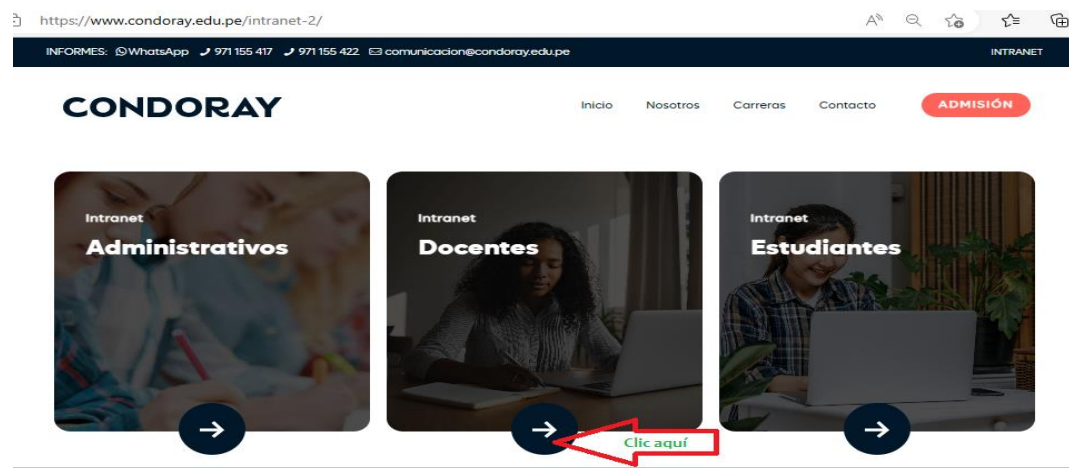 https://www.condoray.edu.pe/intranet-2/
INFORMES: WhatsApp 971 155 417 971 155 422 comunicacion@condoray.edu.pe INTRANET
CONDORAY Inicio Nosotros Carreras Contacto ADMISIÓN
Intranet
Administrativos
Intranet
Docentes
Intranet
Estudiantes
Clic aquí